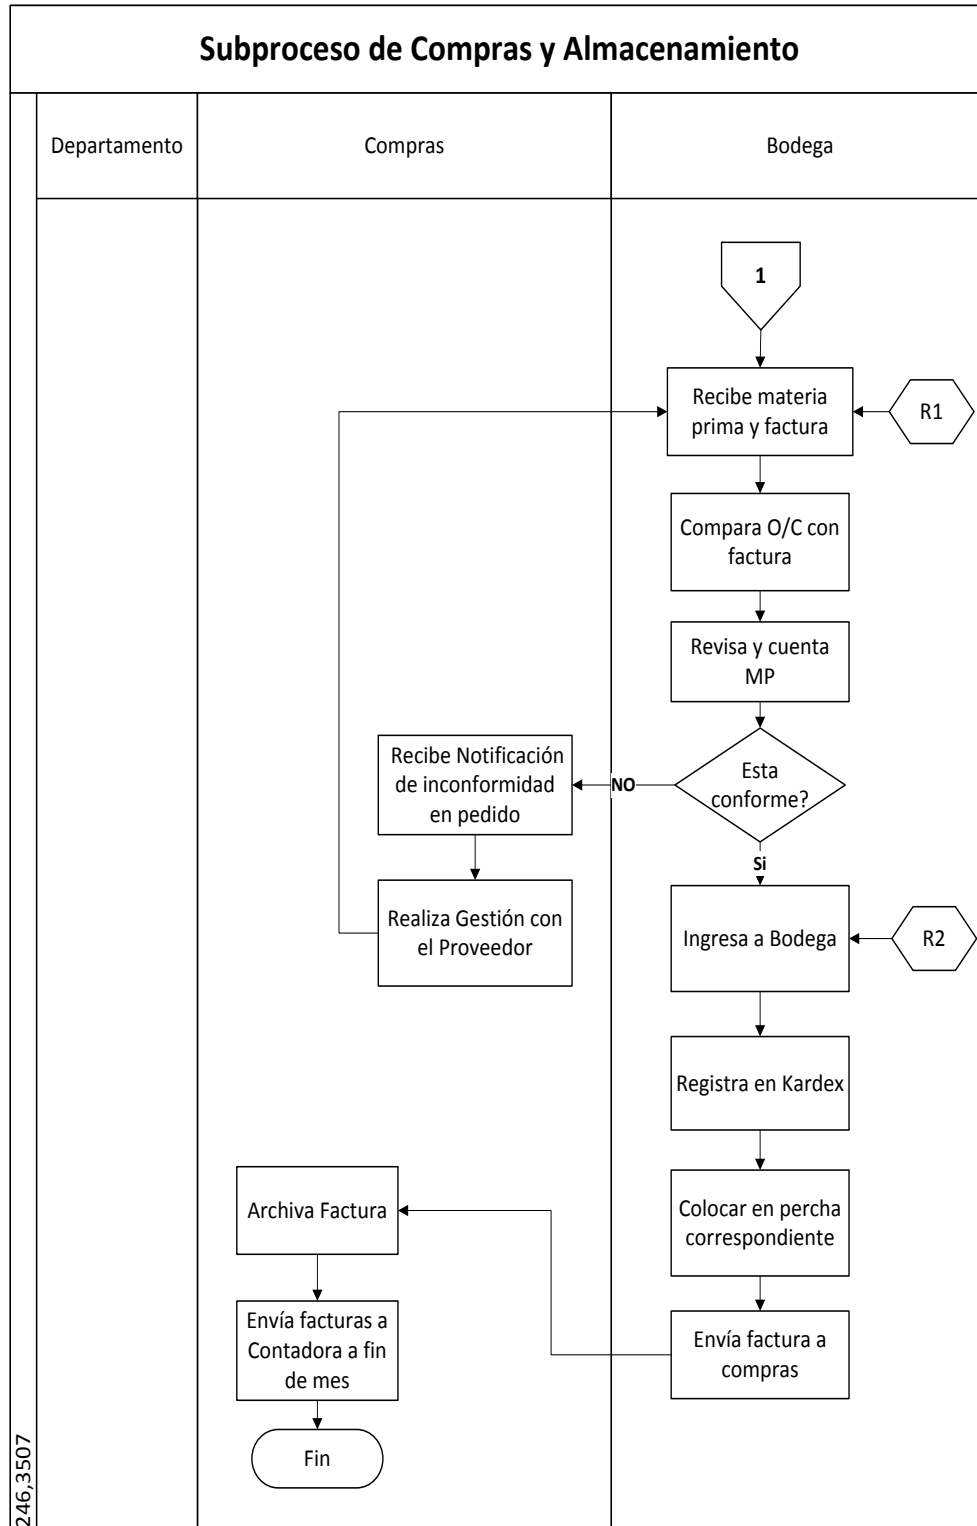 Subproceso de Compras y Almacenamiento
Departamento
Compras
Bodega
1
Recibe materia
prima y factura
R1
Compara O/C con
factura
Revisa y cuenta
MP
Esta
conforme?
NO
Recibe Notificación
de inconformidad
en pedido
Realiza Gestión con
el Proveedor
Si
Ingresa a Bodega
R2
Registra en Kardex
Colocar en percha
correspondiente
Envía factura a
compras
Archiva Factura
Envía facturas a
Contadora a fin
de mes
Fin
246,3507